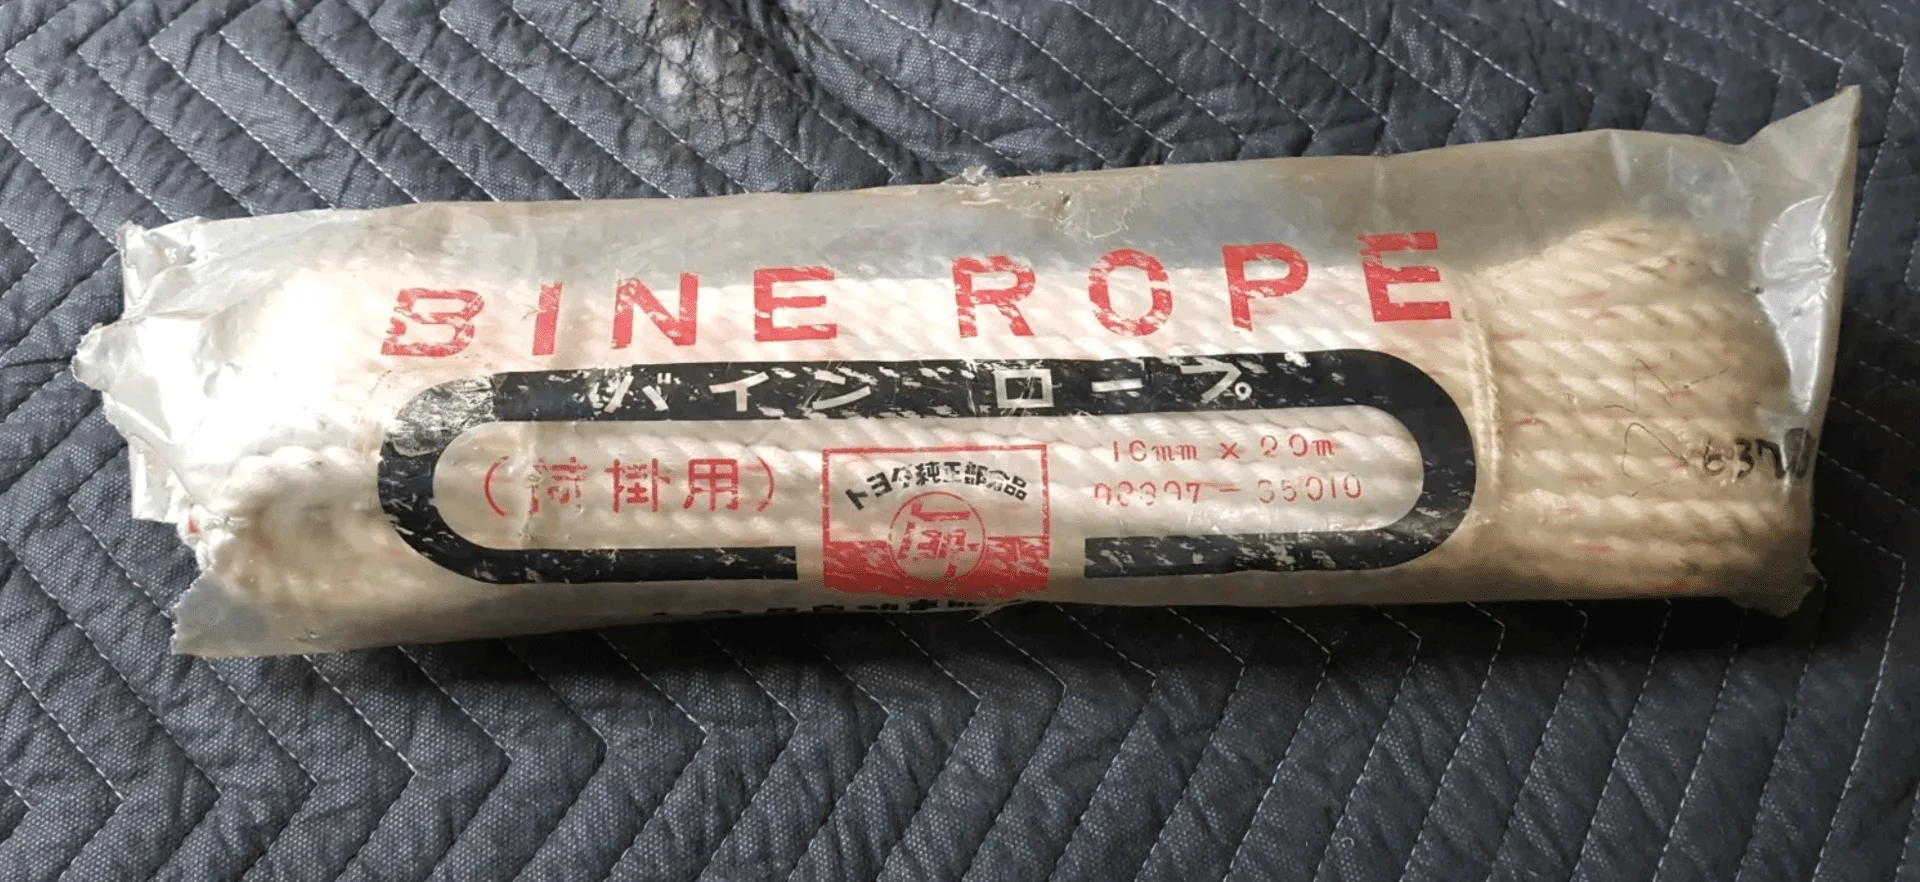 BINE ROPE
バイン ロープ
(荷掛用)
トヨタ純正部品
16mm × 20m
35010